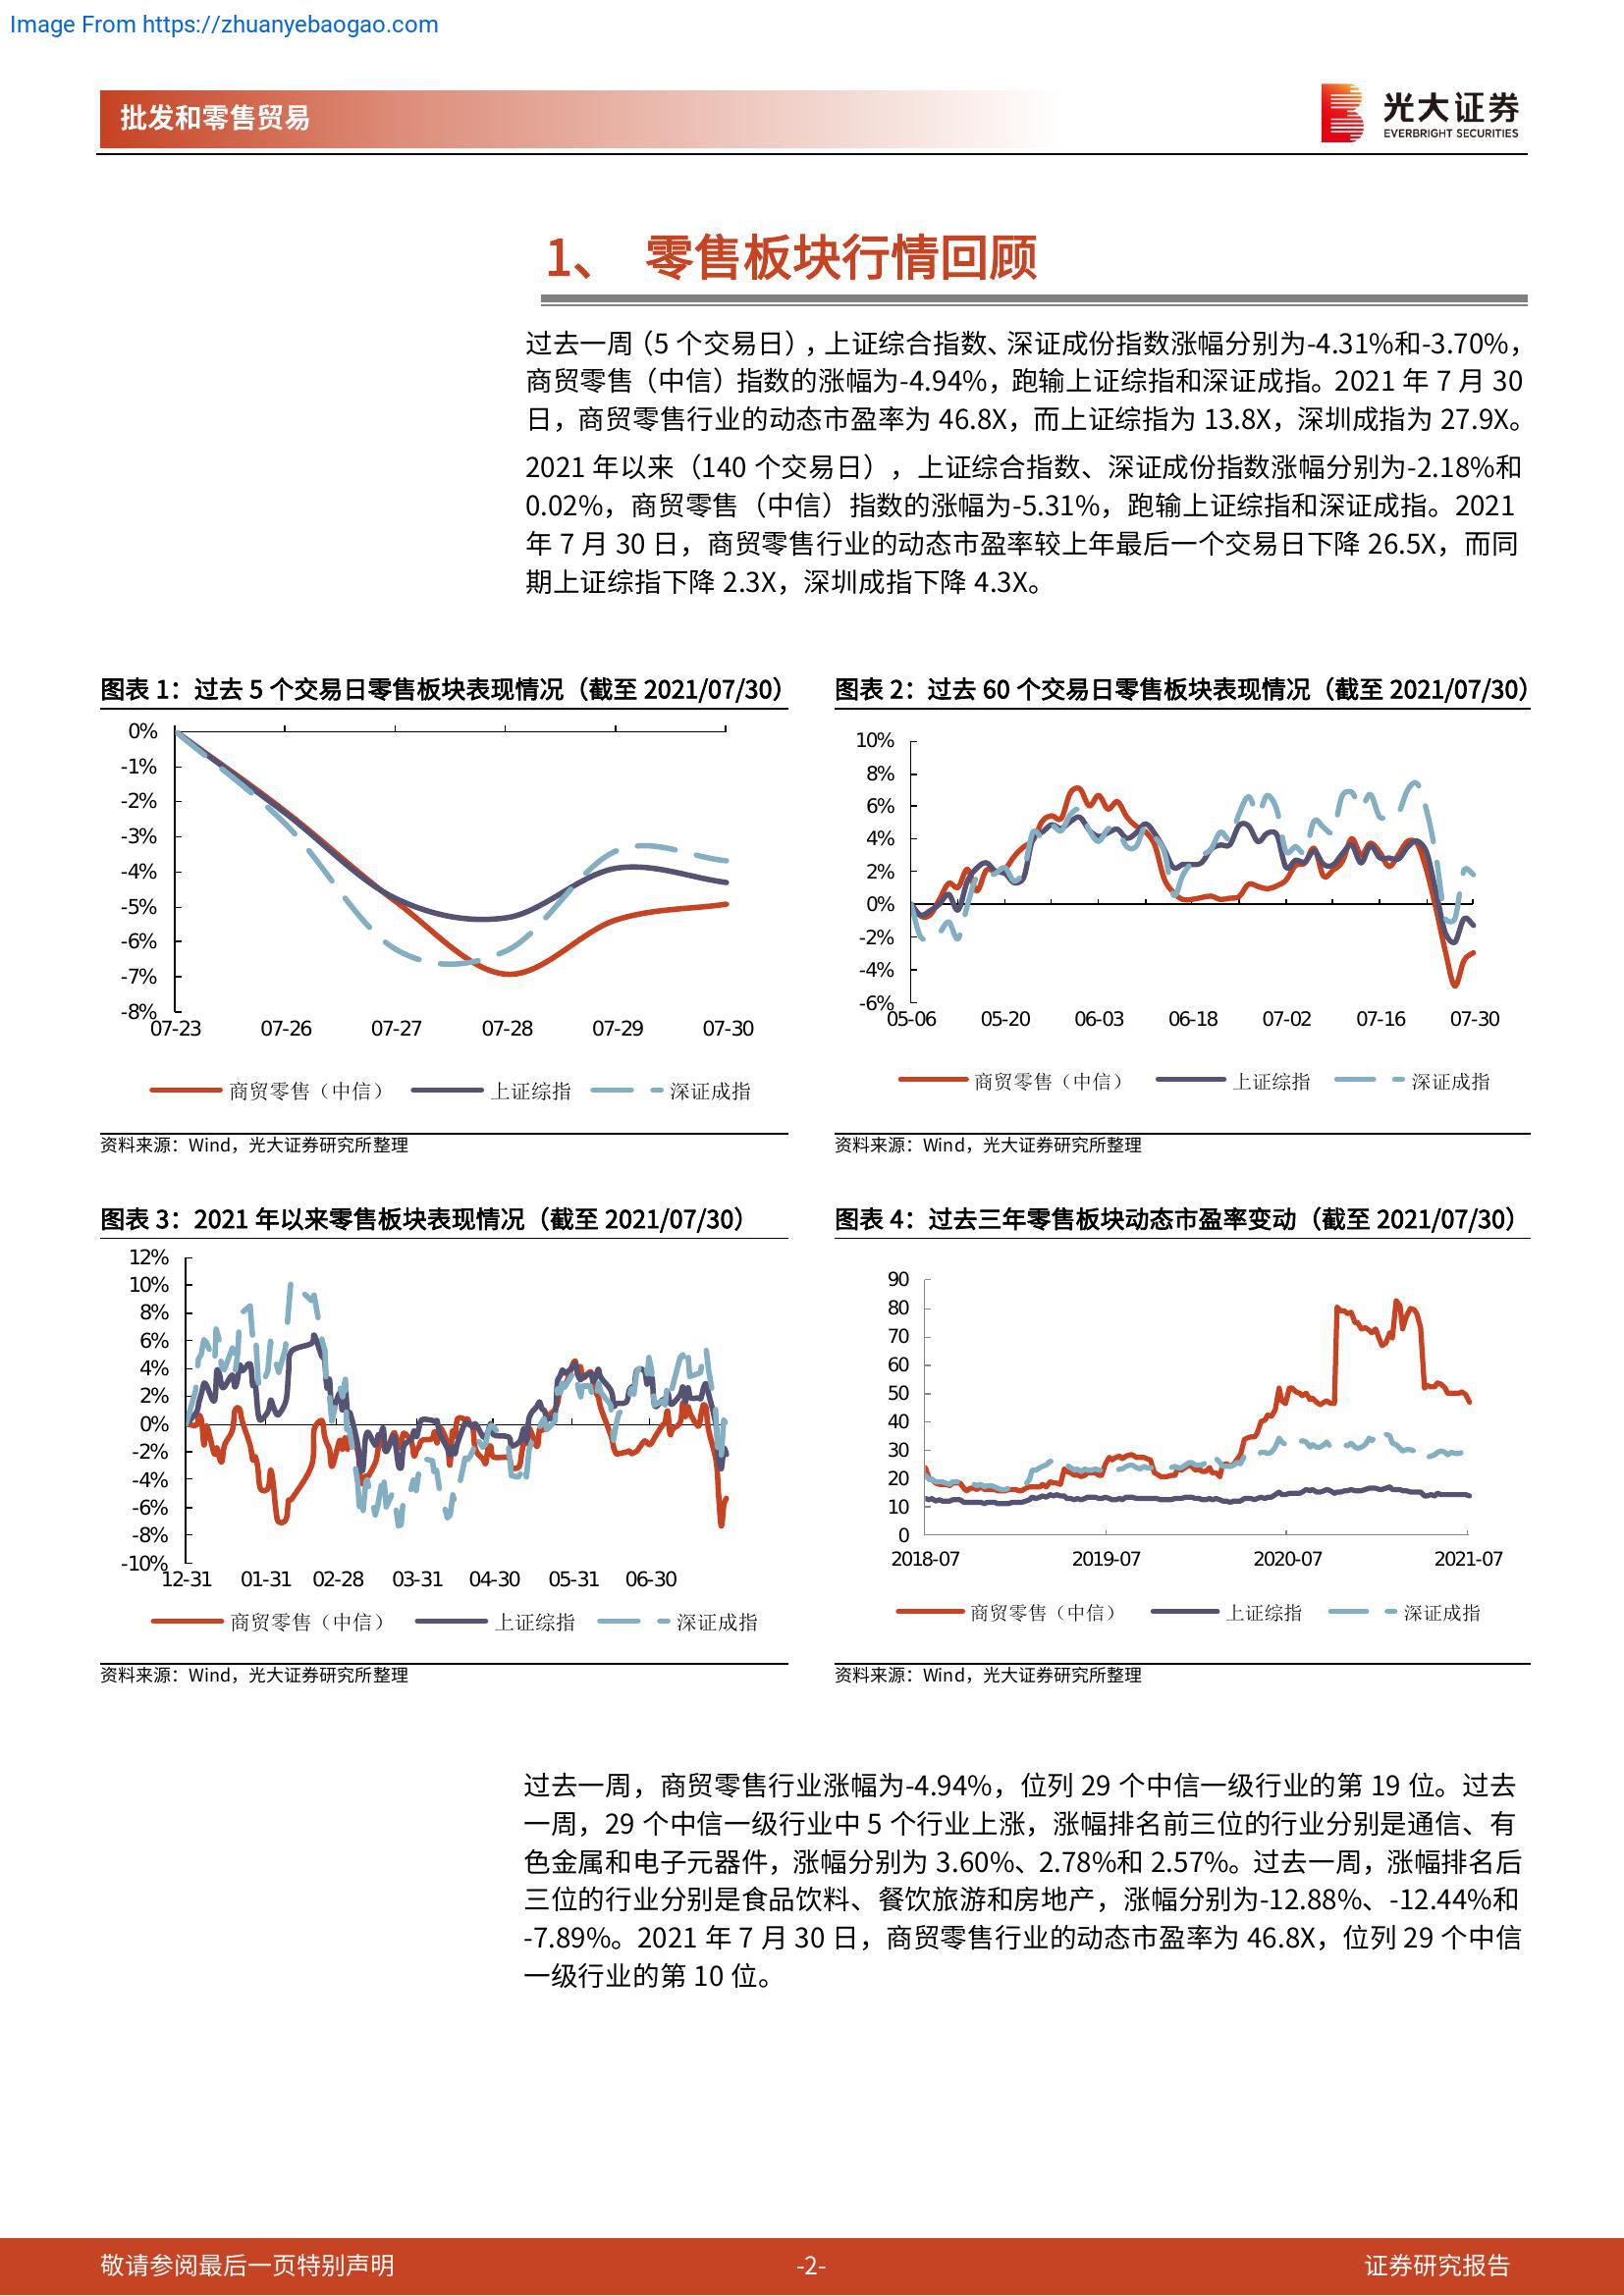 Image From https://zhuanyebaogao.com
批发和零售贸易
光大证券
EVERBRIGHT SECURITIES
1、 零售板块行情回顾
过去一周（5 个交易日），上证综合指数、深证成份指数涨幅分别为-4.31%和-3.70%，
商贸零售（中信）指数的涨幅为-4.94%，跑输上证综指和深证成指。2021 年 7 月 30
日，商贸零售行业的动态市盈率为 46.8X，而上证综指为 13.8X，深圳成指为 27.9X。
2021 年以来（140 个交易日），上证综合指数、深证成份指数涨幅分别为-2.18%和
0.02%，商贸零售（中信）指数的涨幅为-5.31%，跑输上证综指和深证成指。2021
年 7 月 30 日，商贸零售行业的动态市盈率较上年最后一个交易日下降 26.5X，而同
期上证综指下降 2.3X，深圳成指下降 4.3X。
图表 1：过去 5 个交易日零售板块表现情况（截至 2021/07/30）
0%
-1%
-2%
-3%
-4%
-5%
-6%
-7%
-8%
07-23 07-26 07-27 07-28 07-29 07-30
商贸零售（中信） 上证综指 深证成指
资料来源：Wind，光大证券研究所整理
图表 2：过去 60 个交易日零售板块表现情况（截至 2021/07/30）
10%
8%
6%
4%
2%
0%
-2%
-4%
-6%
05-06 05-20 06-03 06-18 07-02 07-16 07-30
商贸零售（中信） 上证综指 深证成指
资料来源：Wind，光大证券研究所整理
图表 3：2021 年以来零售板块表现情况（截至 2021/07/30）
12%
10%
8%
6%
4%
2%
0%
-2%
-4%
-6%
-8%
-10%
12-31 01-31 02-28 03-31 04-30 05-31 06-30
商贸零售（中信） 上证综指 深证成指
资料来源：Wind，光大证券研究所整理
图表 4：过去三年零售板块动态市盈率变动（截至 2021/07/30）
90
80
70
60
50
40
30
20
10
0
2018-07 2019-07 2020-07 2021-07
商贸零售（中信） 上证综指 深证成指
资料来源：Wind，光大证券研究所整理
过去一周，商贸零售行业涨幅为-4.94%，位列 29 个中信一级行业的第 19 位。过去
一周，29 个中信一级行业中 5 个行业上涨，涨幅排名前三位的行业分别是通信、有
色金属和电子元器件，涨幅分别为 3.60%、2.78%和 2.57%。过去一周，涨幅排名后
三位的行业分别是食品饮料、餐饮旅游和房地产，涨幅分别为-12.88%、-12.44%和
-7.89%。2021 年 7 月 30 日，商贸零售行业的动态市盈率为 46.8X，位列 29 个中信
一级行业的第 10 位。
敬请参阅最后一页特别声明
-2-
证券研究报告